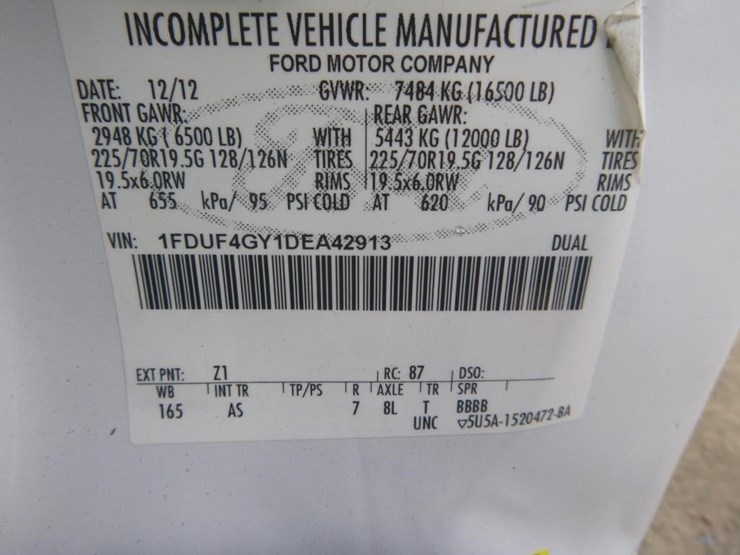 INCOMPLETE VEHICLE MANUFACTURED
FORD MOTOR COMPANY
DATE: 12/12 GVWR: 7484 KG (16500 LB)
FRONT GAWR: REAR GAWR:
2948 KG ( 6500 LB) WITH 5443 KG (12000 LB) WITH
225/70R19.5G 128/126N TIRES 225/70R19.5G 128/126N TIRES
19.5x6.0RW RIMS 19.5x6.0RW RIMS
AT 655 kPa/ 95 PSI COLD AT 620 kPa/ 90 PSI COLD
VIN: 1FDUF4GY1DEA42913 DUAL
EXT PNT: Z1 RC: 87 DSO:
WB INT TR TP/PS R AXLE TR SPR
165 AS 7 8L T BBBB
UNC ▽5U5A-1520472-BA